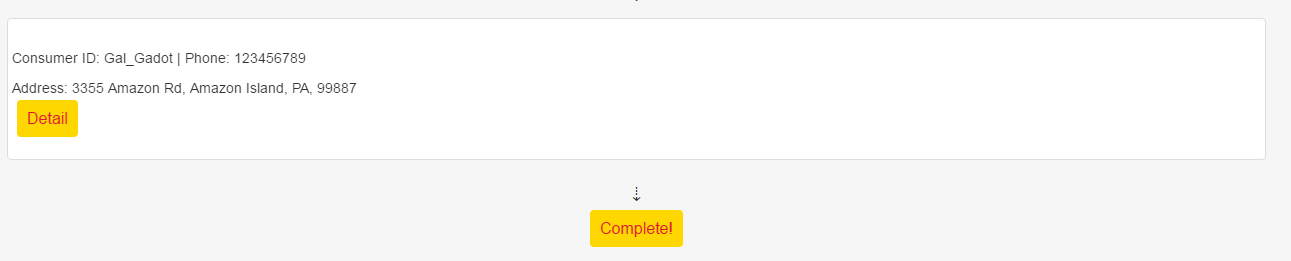 Consumer ID: Gal_Gadot | Phone: 123456789
Address: 3355 Amazon Rd, Amazon Island, PA, 99887
Detail
⇣
Complete!